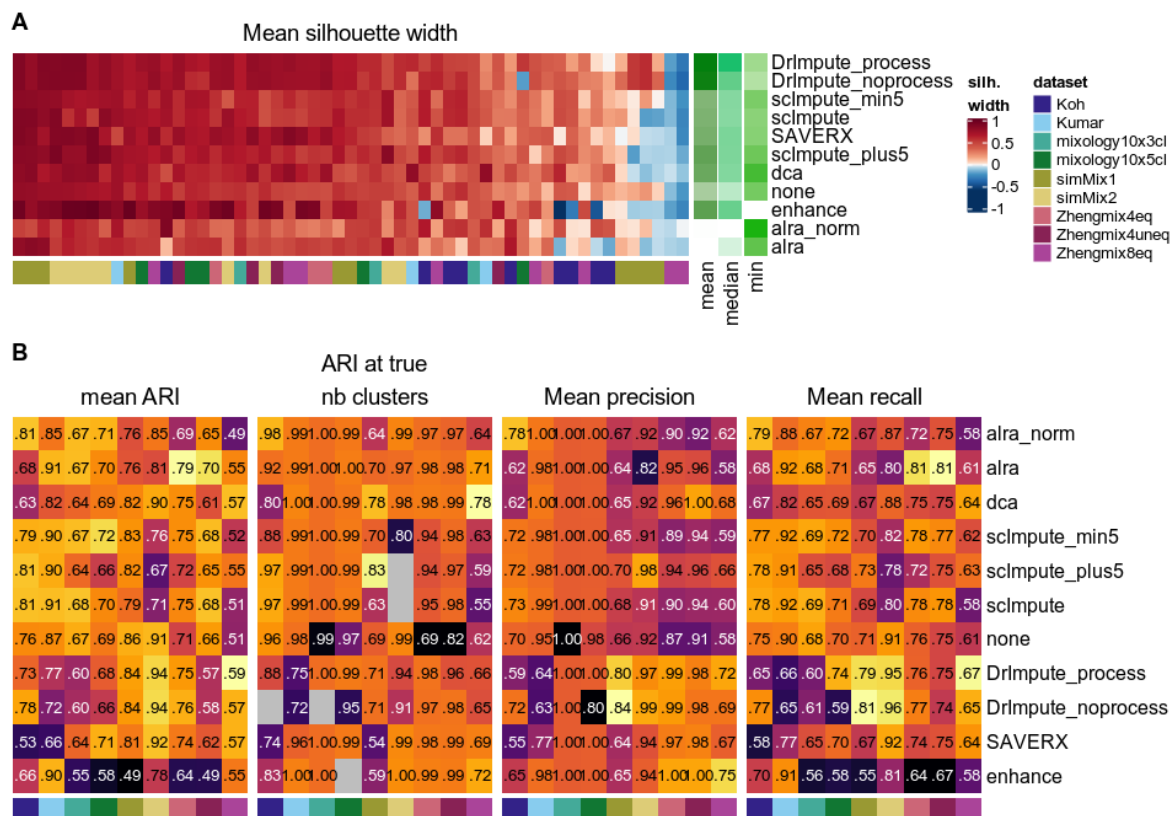 A
Mean silhouette width
DrImpute_process
DrImpute_noprocess
scImpute_min5
scImpute
SAVERX
scImpute_plus5
dca
none
enhance
alra_norm
alra
mean
median
min
silh.
width
1
0.5
0
-0.5
-1
dataset
Koh
Kumar
mixology10x3cl
mixology10x5cl
simMix1
simMix2
Zhengmix4eq
Zhengmix4uneq
Zhengmix8eq
B
mean ARI
ARI at true
nb clusters
Mean precision
Mean recall
.81 .85 .67 .71 .76 .85 .69 .65 .49 .98 .99 1.00 .99 .64 .99 .97 .97 .64 .78 1.00 1.00 1.00 .67 .92 .90 .92 .62 .79 .88 .67 .72 .67 .87 .72 .75 .58 alra_norm
.68 .91 .67 .70 .76 .81 .79 .70 .55 .92 .99 1.00 1.00 .70 .97 .98 .98 .71 .62 .98 1.00 1.00 .64 .82 .95 .96 .58 .68 .92 .68 .71 .65 .80 .81 .81 .61 alra
.63 .82 .64 .69 .82 .90 .75 .61 .57 .80 1.00 1.00 .99 .78 .98 .98 .99 .78 .62 1.00 1.00 1.00 .65 .92 .96 1.00 .68 .67 .82 .65 .69 .67 .88 .75 .75 .64 dca
.79 .90 .67 .72 .83 .76 .75 .68 .52 .88 .99 1.00 .99 .70 .80 .94 .98 .63 .72 .98 1.00 1.00 .65 .91 .89 .94 .59 .77 .92 .69 .72 .70 .82 .78 .77 .62 scImpute_min5
.81 .90 .64 .66 .82 .67 .72 .65 .55 .97 .99 1.00 .99 .83 .94 .97 .59 .72 .98 1.00 1.00 .70 .98 .94 .96 .66 .78 .91 .65 .68 .73 .78 .72 .75 .63 scImpute_plus5
.81 .91 .68 .70 .79 .71 .75 .68 .51 .97 .99 1.00 .99 .63 .95 .98 .55 .73 .99 1.00 1.00 .68 .91 .90 .94 .60 .78 .92 .69 .71 .69 .80 .78 .78 .58 scImpute
.76 .87 .67 .69 .86 .91 .71 .66 .51 .96 .98 .99 .97 .69 .99 .69 .82 .62 .70 .95 1.00 .98 .66 .92 .87 .91 .58 .75 .90 .68 .70 .71 .91 .76 .75 .61 none
.73 .77 .60 .68 .84 .94 .75 .57 .59 .88 .75 1.00 .99 .71 .94 .98 .96 .66 .59 .64 1.00 1.00 .80 .97 .99 .98 .72 .65 .66 .60 .74 .79 .95 .76 .75 .67 DrImpute_process
.78 .72 .60 .66 .84 .94 .76 .58 .57 .72 .95 .71 .91 .97 .98 .65 .72 .63 1.00 .80 .84 .99 .99 .98 .69 .77 .65 .61 .59 .81 .96 .77 .74 .65 DrImpute_noprocess
.53 .66 .64 .71 .81 .92 .74 .62 .57 .74 .96 1.00 1.00 .54 .99 .98 .99 .69 .55 .77 1.00 1.00 .64 .94 .97 .98 .67 .58 .77 .65 .70 .67 .92 .74 .75 .64 SAVERX
.66 .90 .55 .58 .49 .78 .64 .49 .55 .83 1.00 1.00 .59 1.00 .99 .99 .72 .65 .98 1.00 1.00 .65 .94 1.00 1.00 .75 .70 .91 .56 .58 .55 .81 .64 .67 .58 enhance